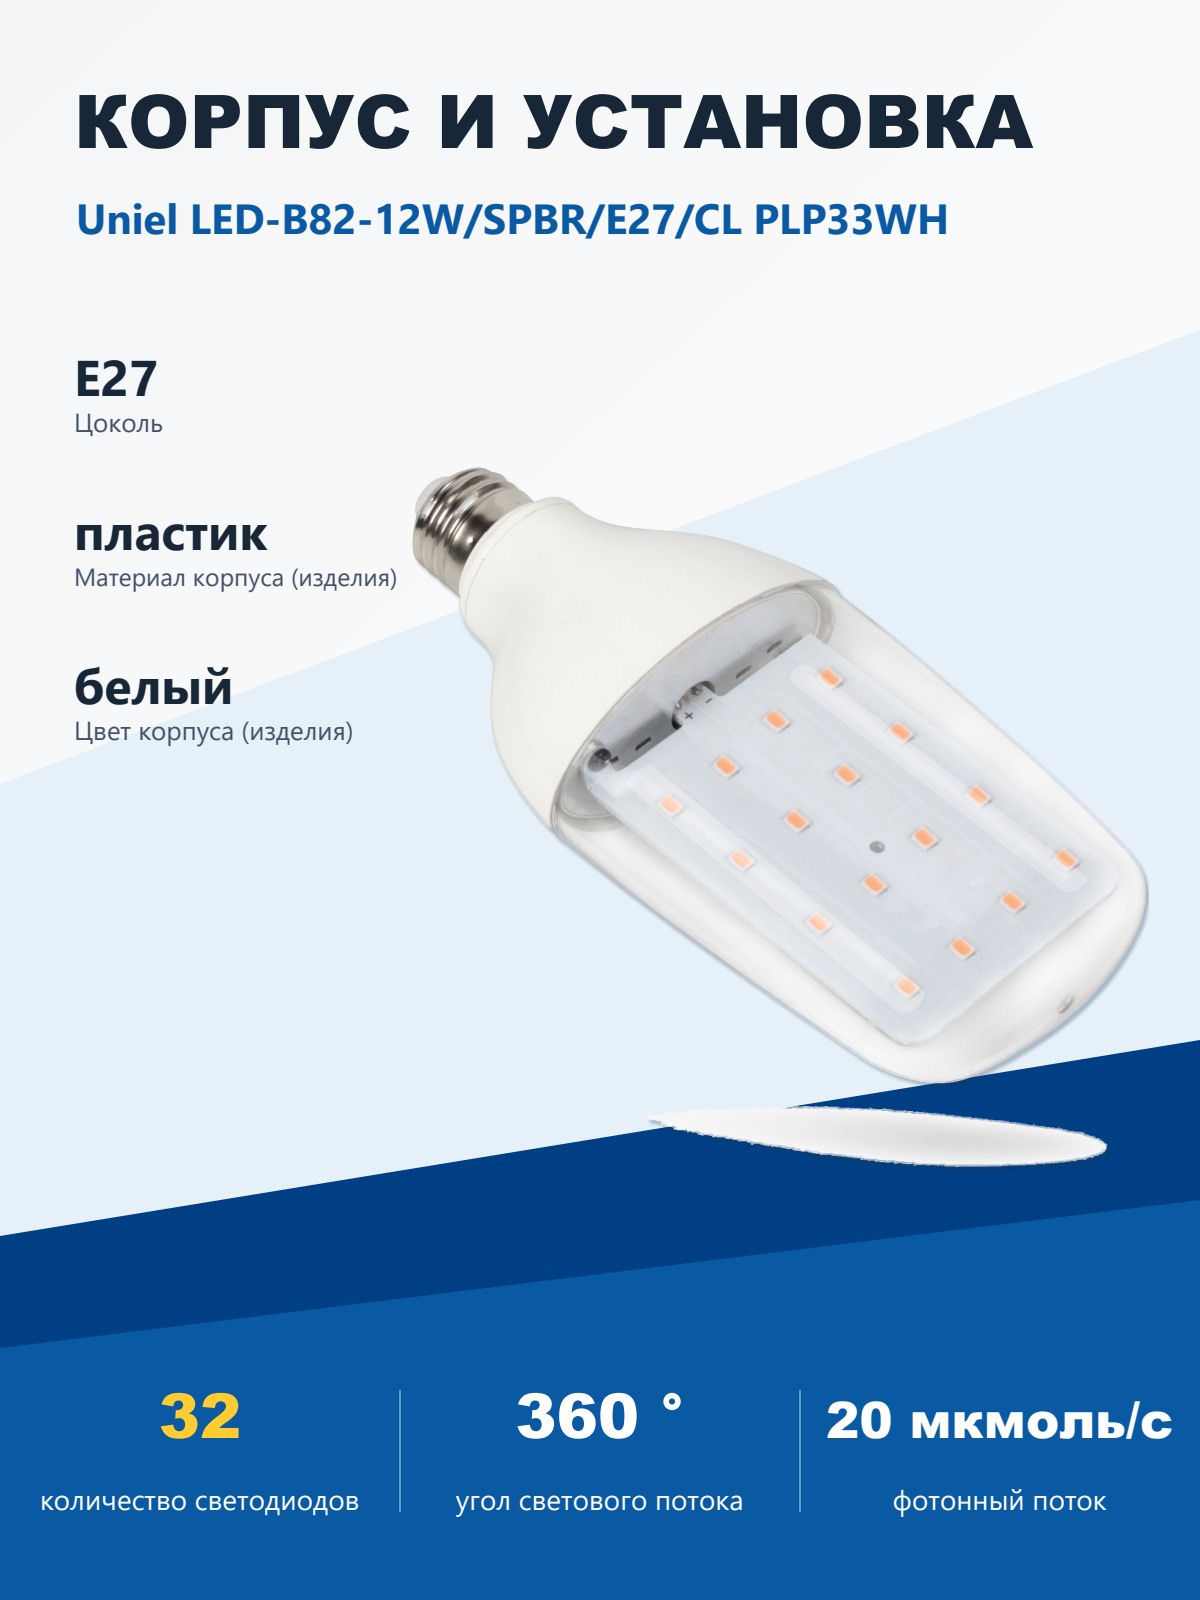 КОРПУС И УСТАНОВКА
Uniel LED-B82-12W/SPBR/E27/CL PLP33WH
E27
Цоколь
пластик
Материал корпуса (изделия)
белый
Цвет корпуса (изделия)
+ -
32
количество светодиодов
360 °
угол светового потока
20 мкмоль/с
фотонный поток